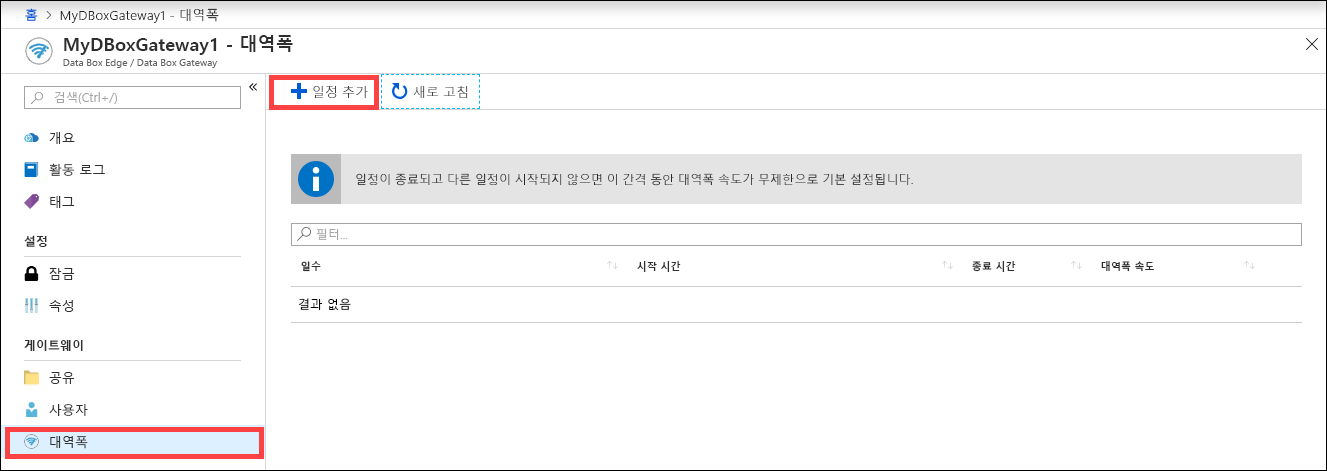 홈 > MyDBoxGateway1 - 대역폭
MyDBoxGateway1 - 대역폭
Data Box Edge / Data Box Gateway
검색(Ctrl+/)
개요
활동 로그
태그
설정
잠금
속성
게이트웨이
공유
사용자
대역폭
일정 추가 새로 고침
일정이 종료되고 다른 일정이 시작되지 않으면 이 간격 동안 대역폭 속도가 무제한으로 기본 설정됩니다.
필터...
일수 시작 시간 종료 시간 대역폭 속도
결과 없음